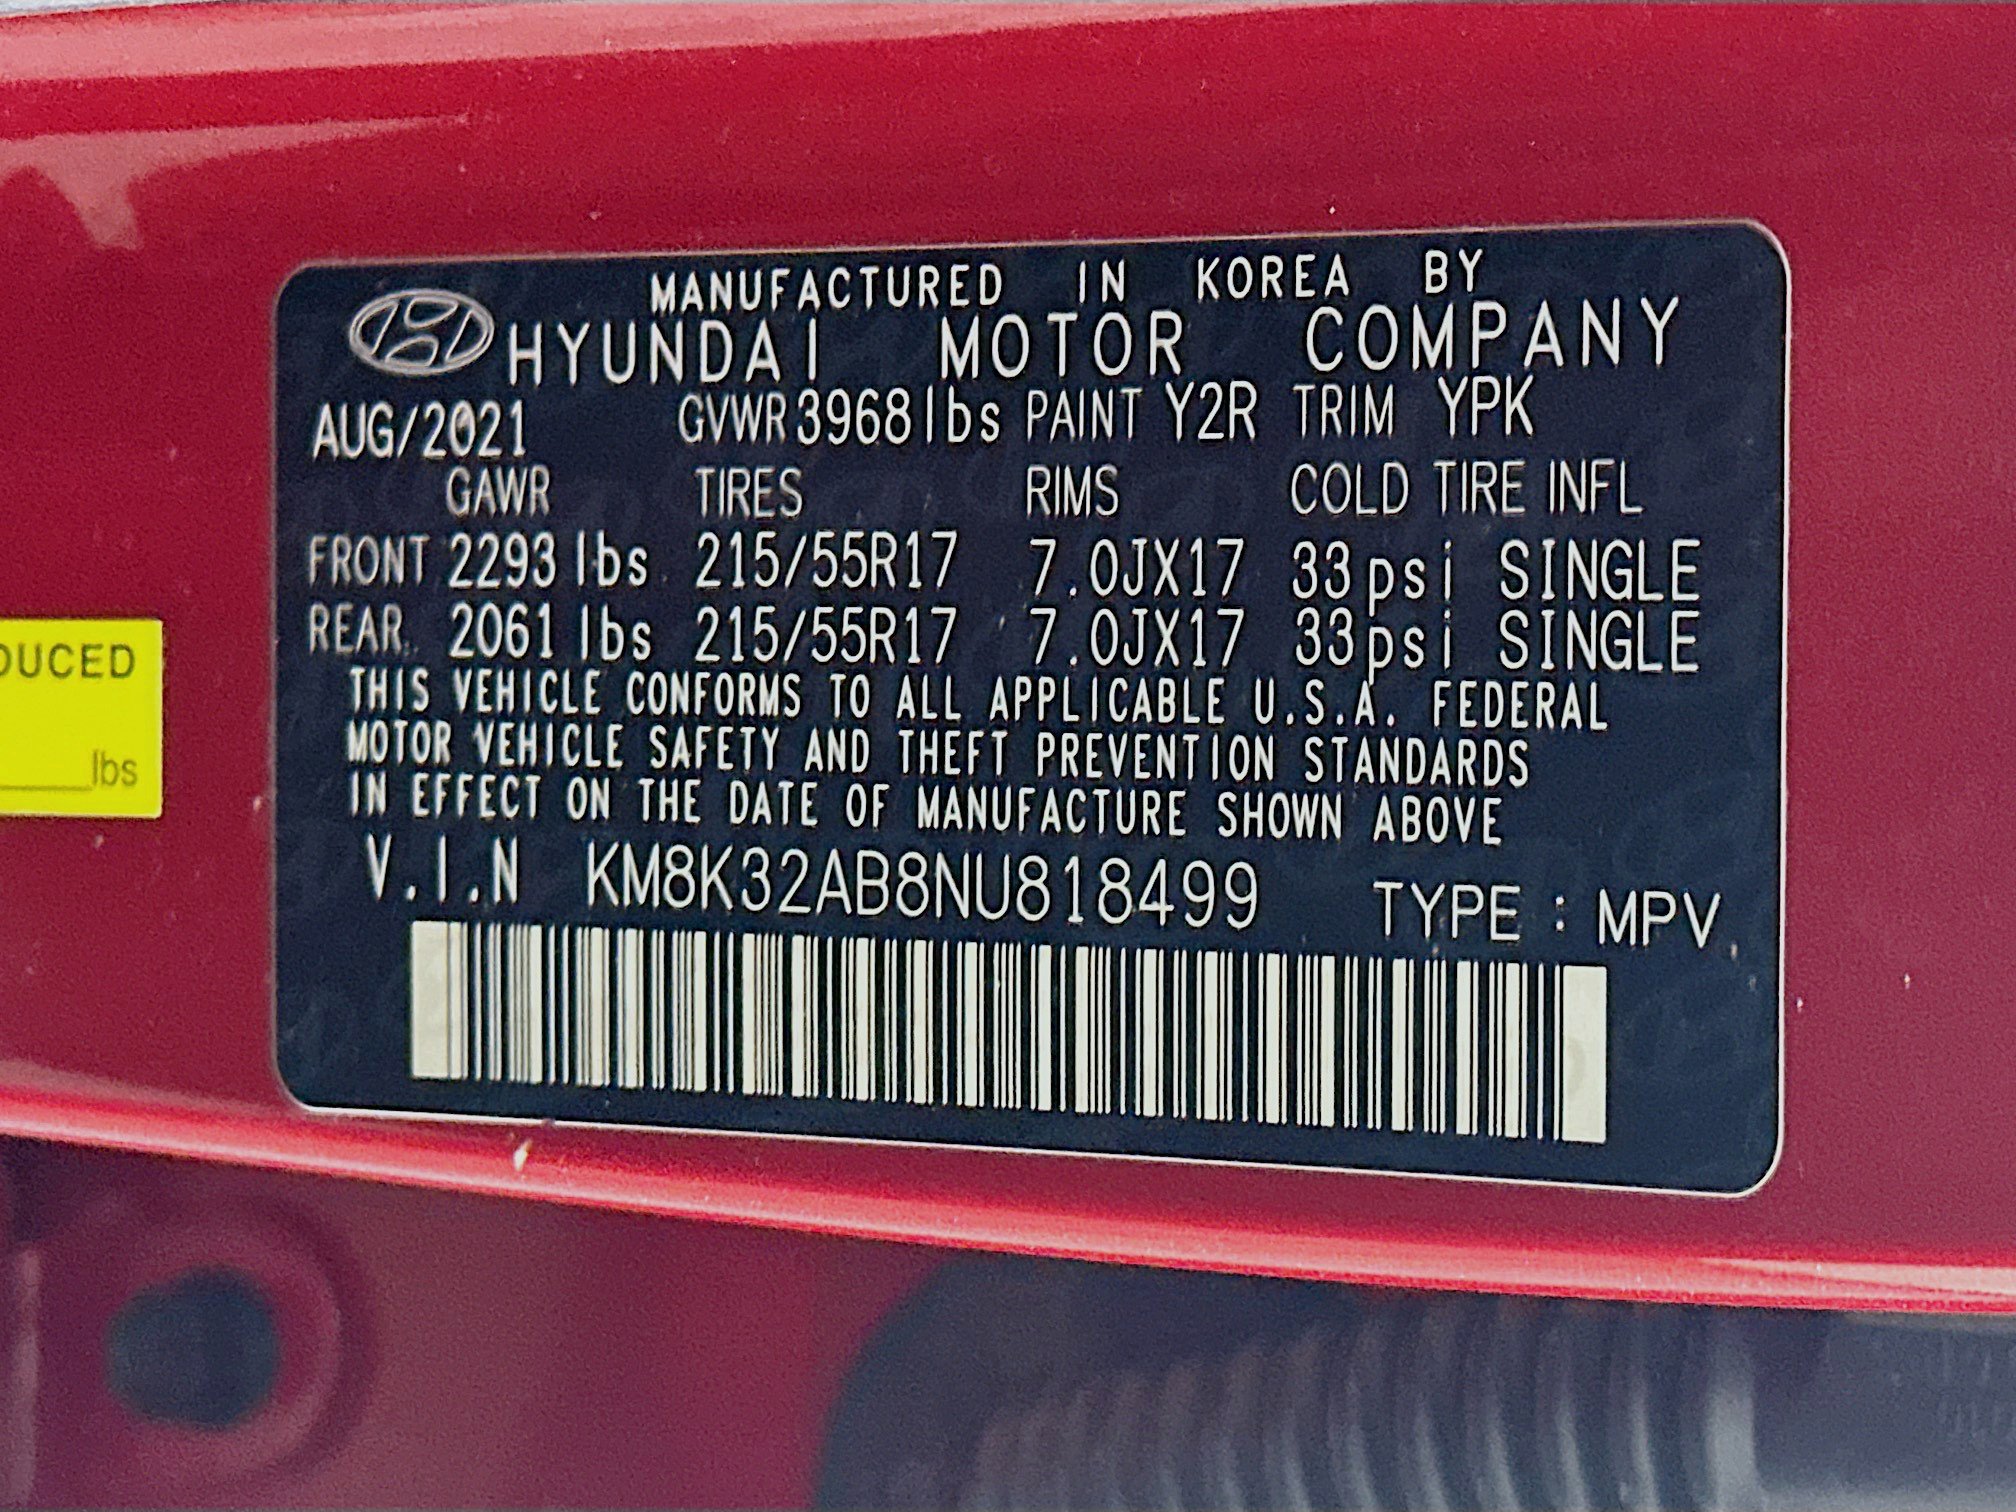 MANUFACTURED IN KOREA BY
HYUNDAI MOTOR COMPANY
AUG/2021 GVWR 3968 lbs PAINT Y2R TRIM YPK
GAWR TIRES RIMS COLD TIRE INFL
FRONT 2293 lbs 215/55R17 7.0JX17 33psi SINGLE
REAR 2061 lbs 215/55R17 7.0JX17 33psi SINGLE
THIS VEHICLE CONFORMS TO ALL APPLICABLE U.S.A. FEDERAL
MOTOR VEHICLE SAFETY AND THEFT PREVENTION STANDARDS
IN EFFECT ON THE DATE OF MANUFACTURE SHOWN ABOVE
V.I.N KM8K32AB8NU818499 TYPE : MPV
DUCED
lbs